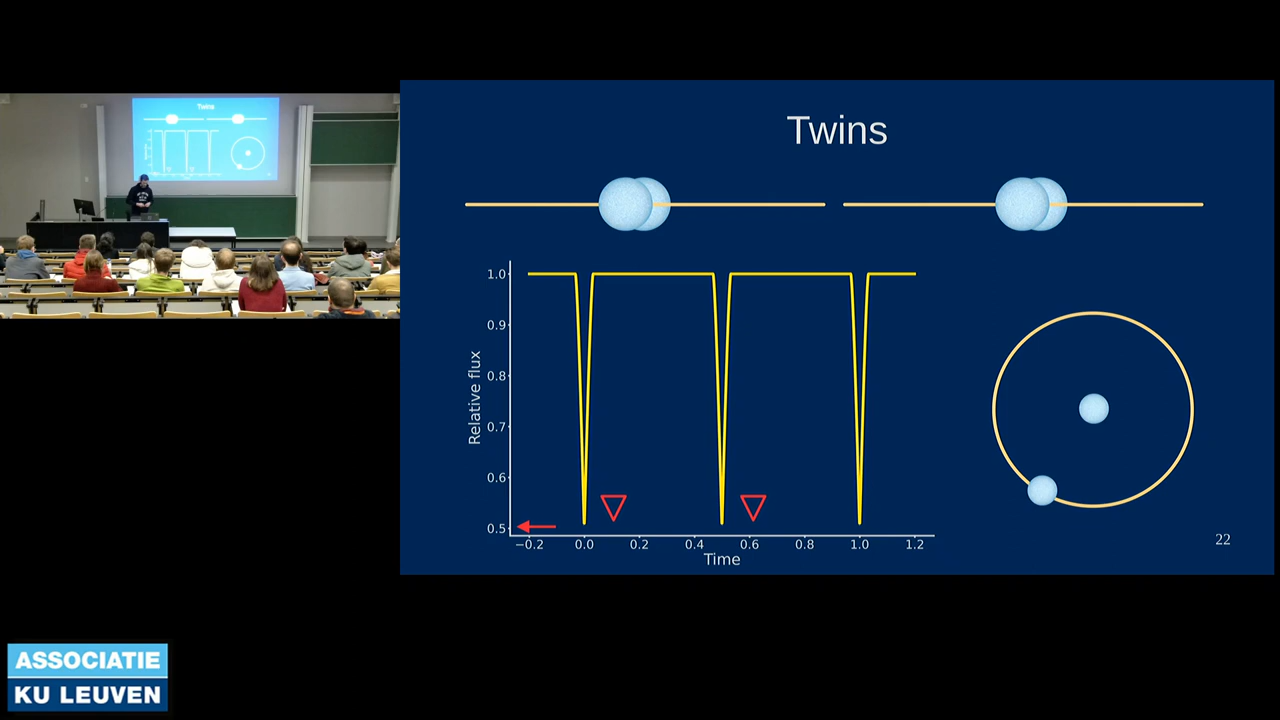 Twins
Twins
1.0
0.9
0.8
0.7
0.6
0.5
Relative flux
−0.2 0.0 0.2 0.4 0.6 0.8 1.0 1.2
Time
22
ASSOCIATIE
KU LEUVEN